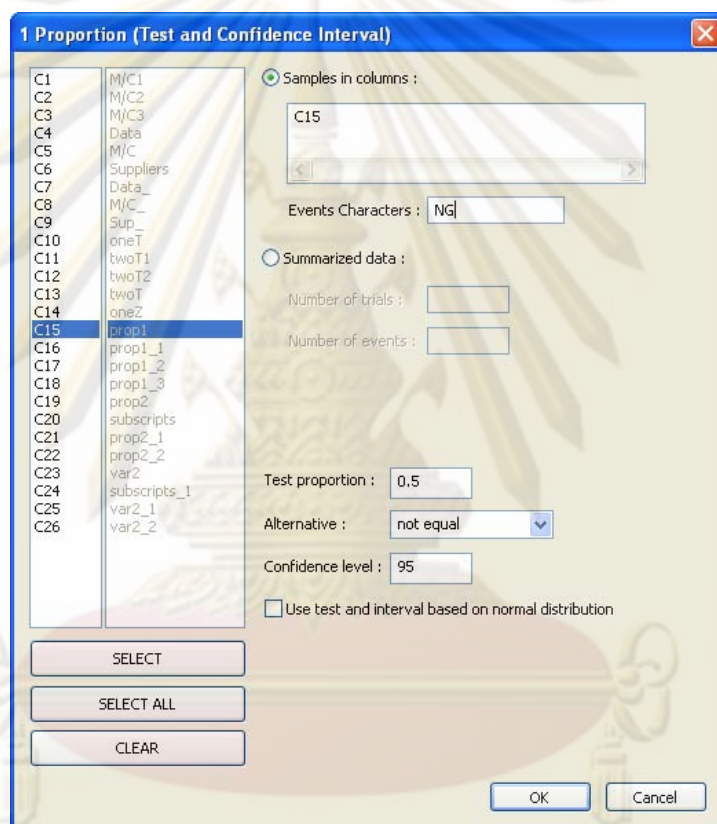 1 Proportion (Test and Confidence Interval)
C1 M/C1
C2 M/C2
C3 M/C3
C4 Data
C5 M/C
C6 Suppliers
C7 Data_
C8 M/C_
C9 Sup_
C10 oneT
C11 twoT1
C12 twoT2
C13 twoT
C14 oneZ
C15 prop1
C16 prop1_1
C17 prop1_2
C18 prop1_3
C19 prop2
C20 subscripts
C21 prop2_1
C22 prop2_2
C23 var2
C24 subscripts_1
C25 var2_1
C26 var2_2
SELECT
SELECT ALL
CLEAR
Samples in columns :
C15
Events Characters : NG
Summarized data :
Number of trials :
Number of events :
Test proportion : 0.5
Alternative : not equal
Confidence level : 95
Use test and interval based on normal distribution
OK Cancel